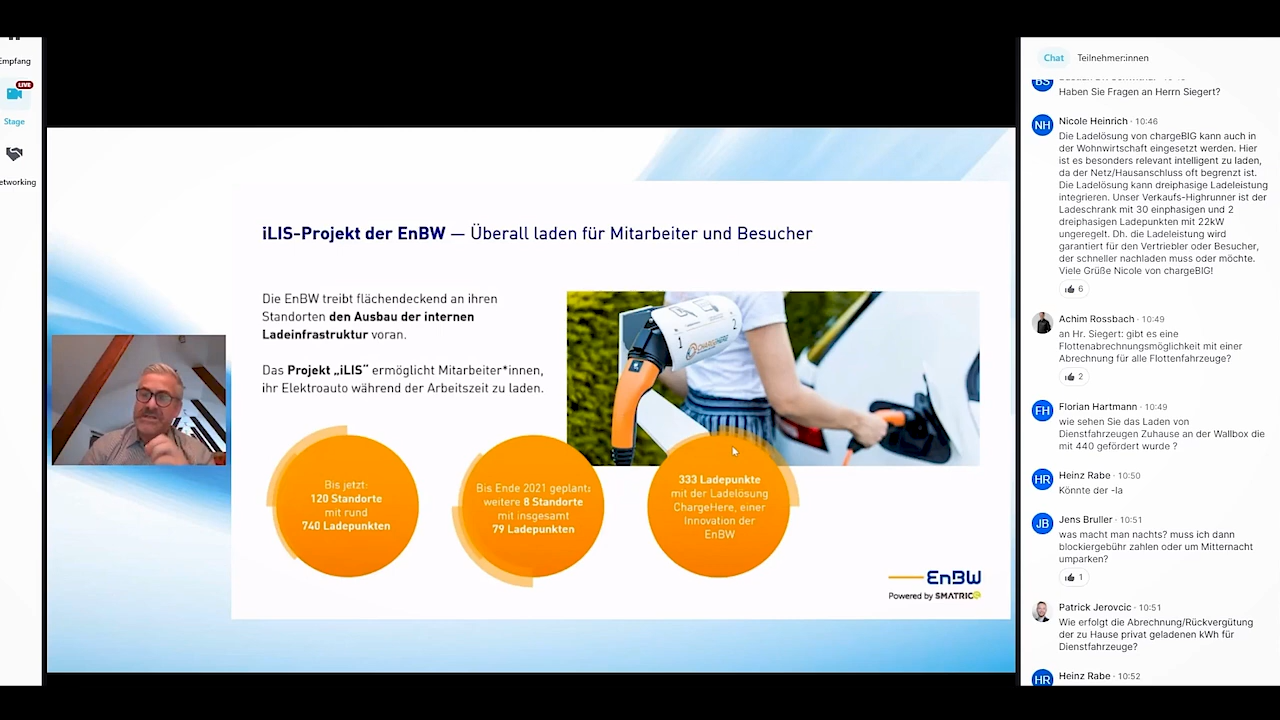 Empfang
LIVE
Stage
etworking
iLIS-Projekt der EnBW — Überall laden für Mitarbeiter und Besucher
Die EnBW treibt flächendeckend an ihren
Standorten den Ausbau der internen
Ladeinfrastruktur voran.
Das Projekt „iLIS“ ermöglicht Mitarbeiter*innen,
ihr Elektroauto während der Arbeitszeit zu laden.
1
2
CHARGEHERE
Bis jetzt:
120 Standorte
mit rund
740 Ladepunkten
Bis Ende 2021 geplant:
weitere 8 Standorte
mit insgesamt
79 Ladepunkten
333 Ladepunkte
mit der Ladelösung
ChargeHere, einer
Innovation der
EnBW
EnBW
Powered by SMATRICS
Chat Teilnehmer:innen
BS
Haben Sie Fragen an Herrn Siegert?
NH Nicole Heinrich · 10:46
Die Ladelösung von chargeBIG kann auch in
der Wohnwirtschaft eingesetzt werden. Hier
ist es besonders relevant intelligent zu laden,
da der Netz/Hausanschluss oft begrenzt ist.
Die Ladelösung kann dreiphasige Ladeleistung
integrieren. Unser Verkaufs-Highrunner ist der
Ladeschrank mit 30 einphasigen und 2
dreiphasigen Ladepunkten mit 22kW
ungeregelt. Dh. die Ladeleistung wird
garantiert für den Vertriebler oder Besucher,
der schneller nachladen muss oder möchte.
Viele Grüße Nicole von chargeBIG!
6
Achim Rossbach · 10:49
an Hr. Siegert: gibt es eine
Flottenabrechnungsmöglichkeit mit einer
Abrechnung für alle Flottenfahrzeuge?
2
FH Florian Hartmann · 10:49
wie sehen Sie das Laden von
Dienstfahrzeugen Zuhause an der Wallbox die
mit 440 gefördert wurde ?
HR Heinz Rabe · 10:50
Könnte der -la
JB Jens Bruller · 10:51
was macht man nachts? muss ich dann
blockiergebühr zahlen oder um Mitternacht
umparken?
1
Patrick Jerovcic · 10:51
Wie erfolgt die Abrechnung/Rückvergütung
der zu Hause privat geladenen kWh für
Dienstfahrzeuge?
HR Heinz Rabe · 10:52